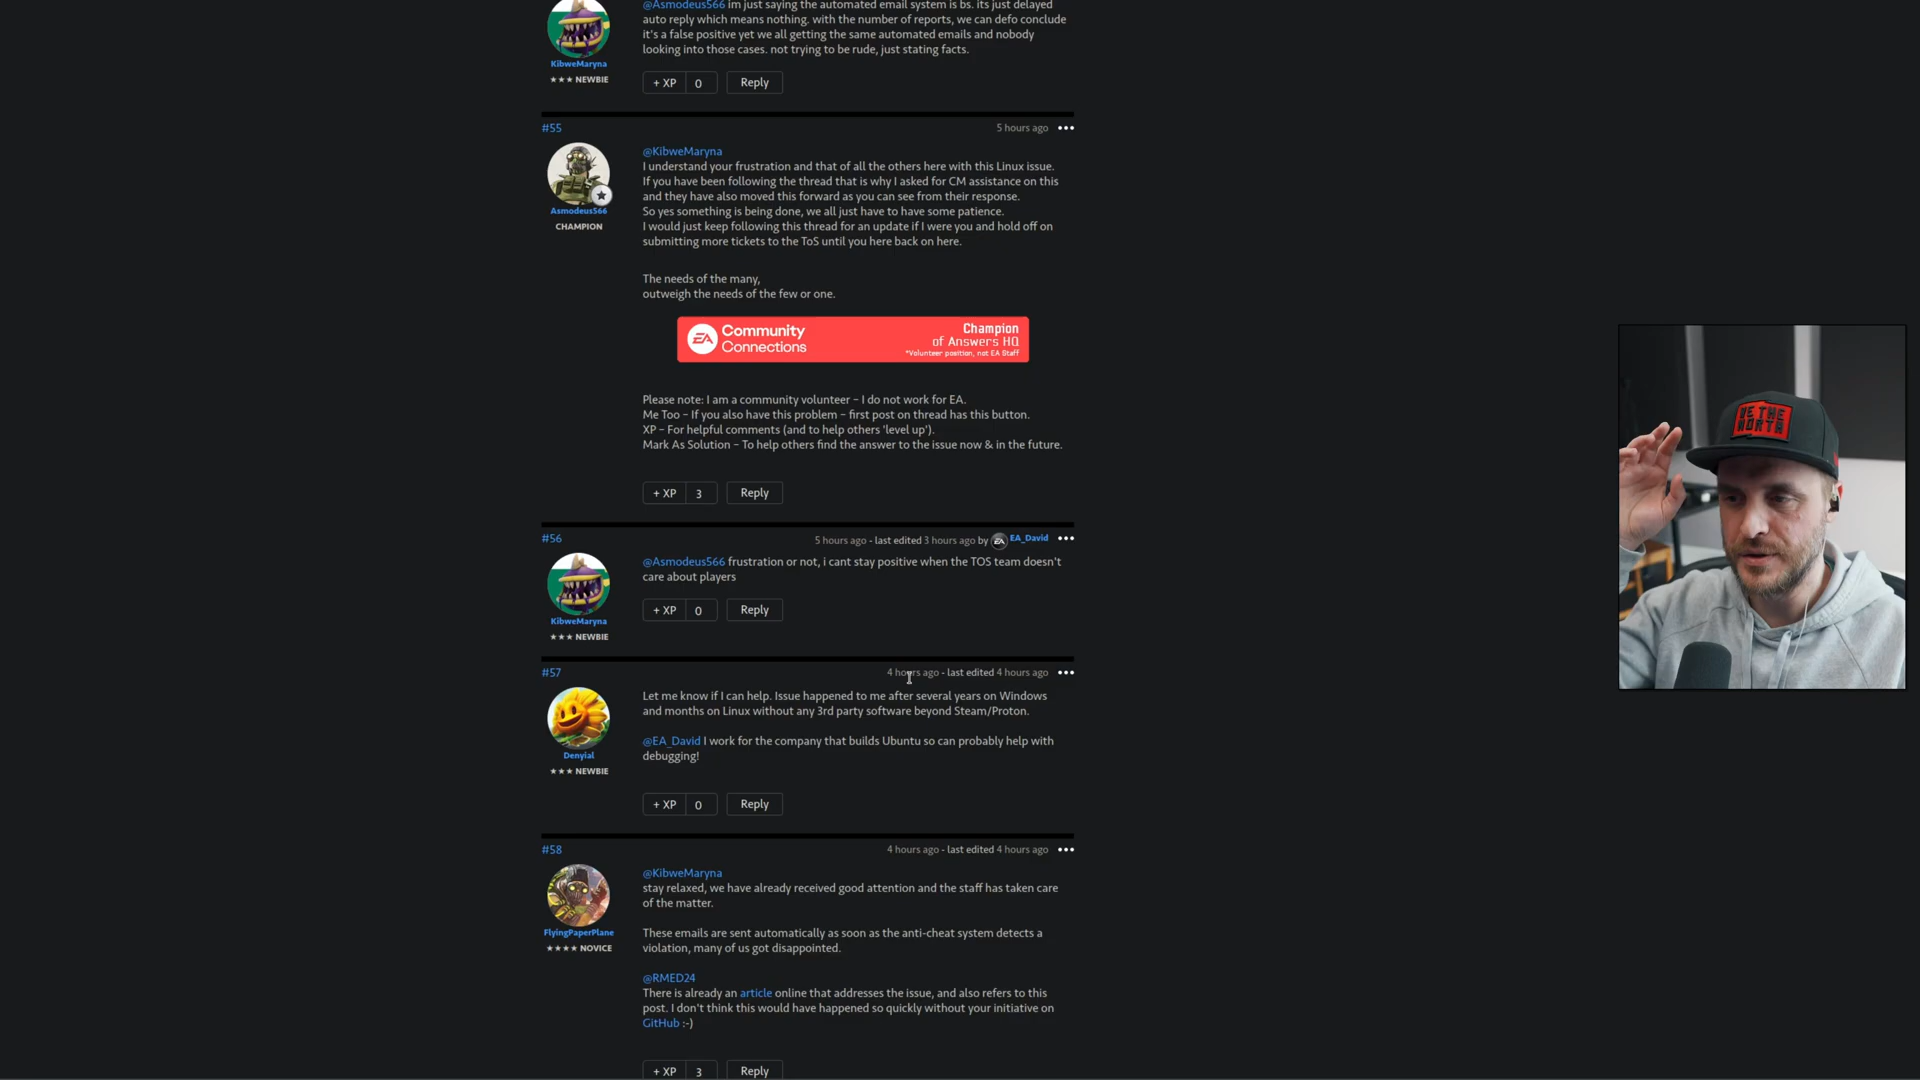 @Asmodeus566 im just saying the automated email system is bs. its just delayed
auto reply which means nothing. with the number of reports, we can defo conclude
it's a false positive yet we all getting the same automated emails and nobody
looking into those cases. not trying to be rude, just stating facts.
KibweMaryna
★★★ NEWBIE
+ XP 0 Reply
#55 5 hours ago •••
@KibweMaryna
I understand your frustration and that of all the others here with this Linux issue.
If you have been following the thread that is why I asked for CM assistance on this
and they have also moved this forward as you can see from their response.
So yes something is being done, we all just have to have some patience.
I would just keep following this thread for an update if I were you and hold off on
submitting more tickets to the ToS until you here back on here.
Asmodeus566
CHAMPION
The needs of the many,
outweigh the needs of the few or one.
EA Community
Connections
Champion
of Answers HQ
*Volunteer position, not EA Staff
Please note: I am a community volunteer – I do not work for EA.
Me Too – If you also have this problem – first post on thread has this button.
XP – For helpful comments (and to help others 'level up').
Mark As Solution – To help others find the answer to the issue now & in the future.
+ XP 3 Reply
#56 5 hours ago - last edited 3 hours ago by EA EA_David •••
@Asmodeus566 frustration or not, i cant stay positive when the TOS team doesn't
care about players
KibweMaryna
★★★ NEWBIE
+ XP 0 Reply
#57 4 hours ago - last edited 4 hours ago •••
Let me know if I can help. Issue happened to me after several years on Windows
and months on Linux without any 3rd party software beyond Steam/Proton.
@EA_David I work for the company that builds Ubuntu so can probably help with
debugging!
Denyial
★★★ NEWBIE
+ XP 0 Reply
#58 4 hours ago - last edited 4 hours ago •••
@KibweMaryna
stay relaxed, we have already received good attention and the staff has taken care
of the matter.
These emails are sent automatically as soon as the anti-cheat system detects a
violation, many of us got disappointed.
FlyingPaperPlane
★★★★ NOVICE
@RMED24
There is already an article online that addresses the issue, and also refers to this
post. I don't think this would have happened so quickly without your initiative on
GitHub :-)
+ XP 3 Reply
WE THE
NORTH